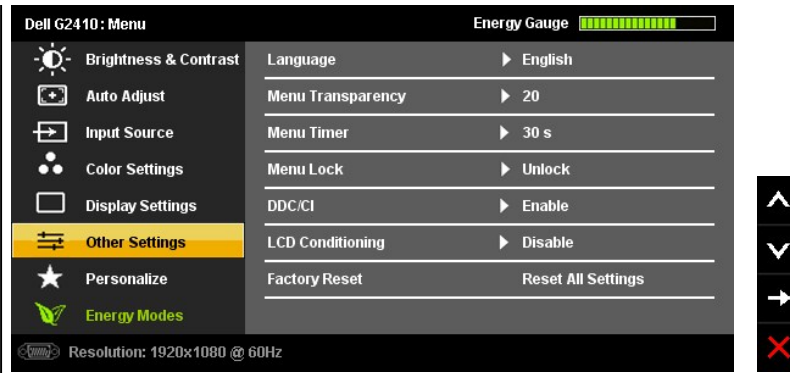 Dell G2410: Menu Energy Gauge
Brightness & Contrast Language English
Auto Adjust Menu Transparency 20
Input Source Menu Timer 30 s
Color Settings Menu Lock Unlock
Display Settings DDC/CI Enable
Other Settings LCD Conditioning Disable
Personalize Factory Reset Reset All Settings
Energy Modes
Resolution: 1920x1080 @ 60Hz